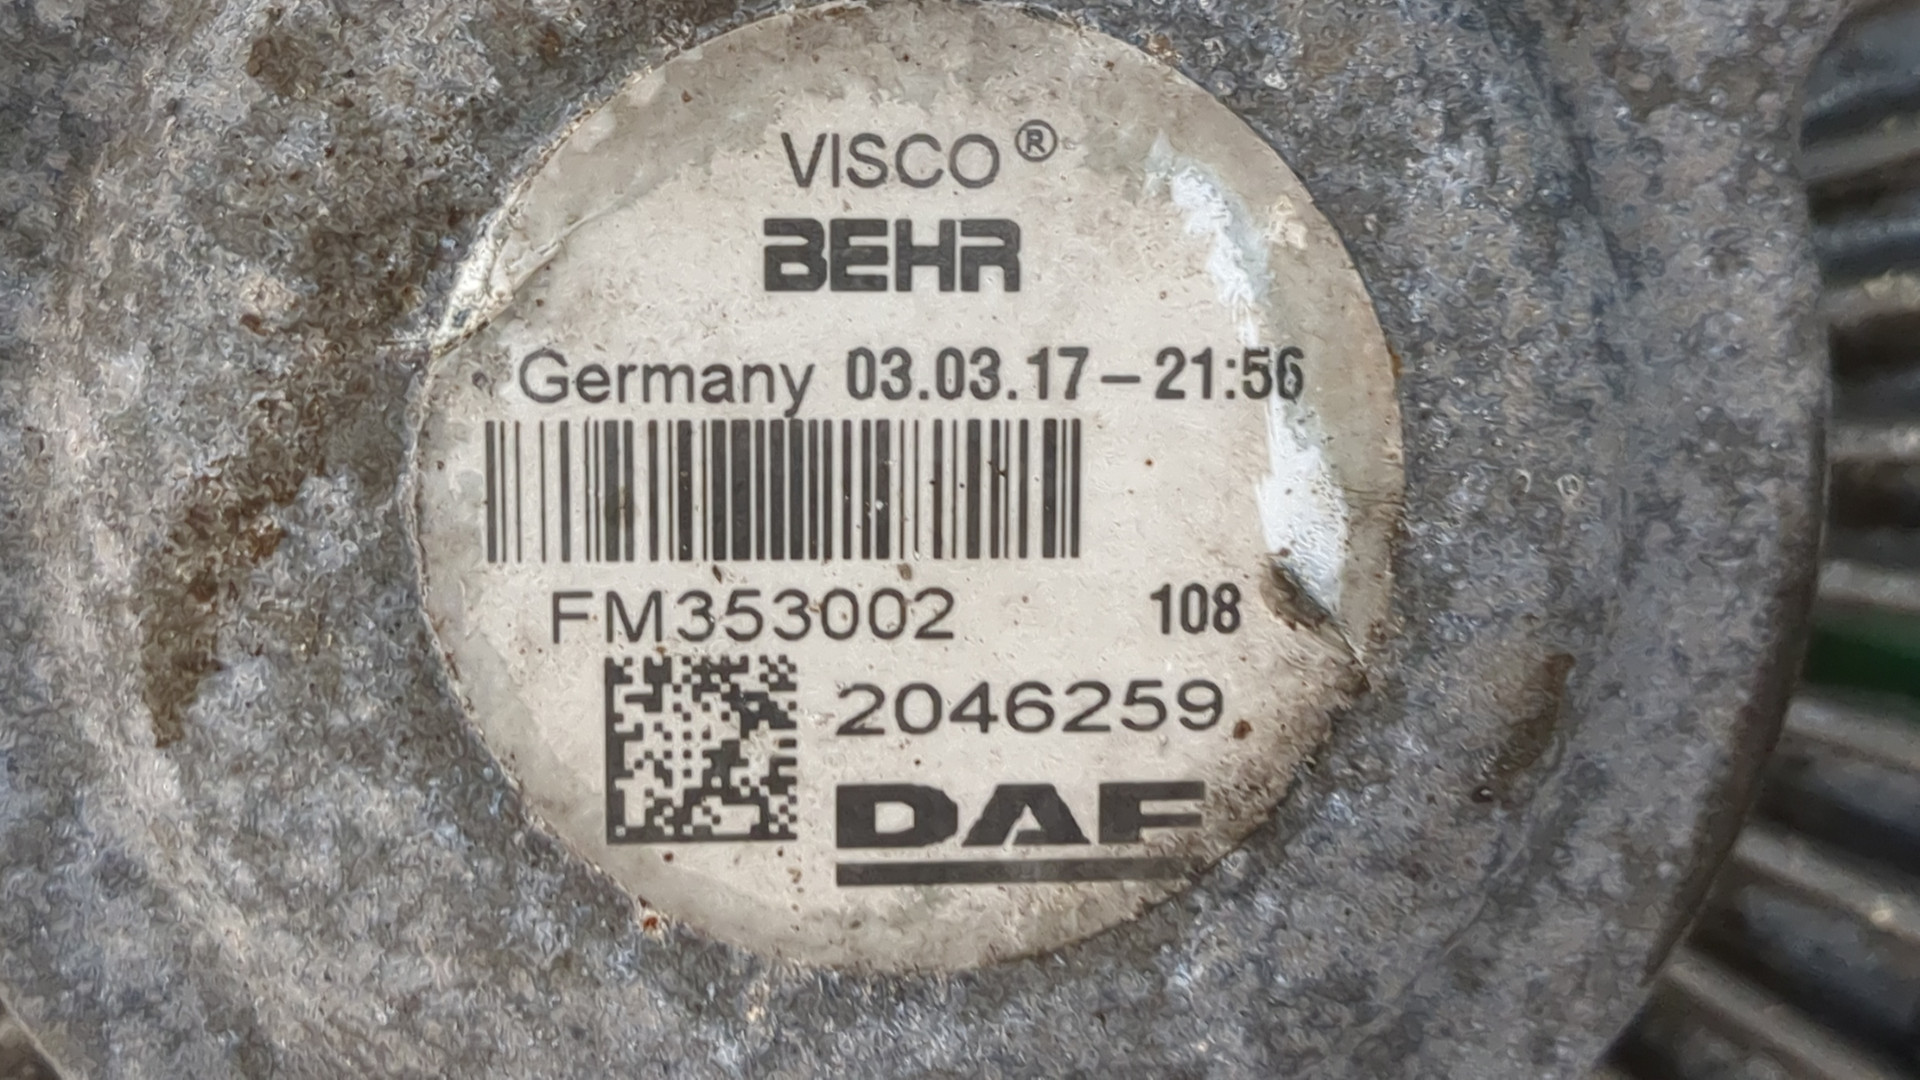 VISCO®
BEHR
Germany 03.03.17 – 21:56
FM353002 108
2046259
DAF